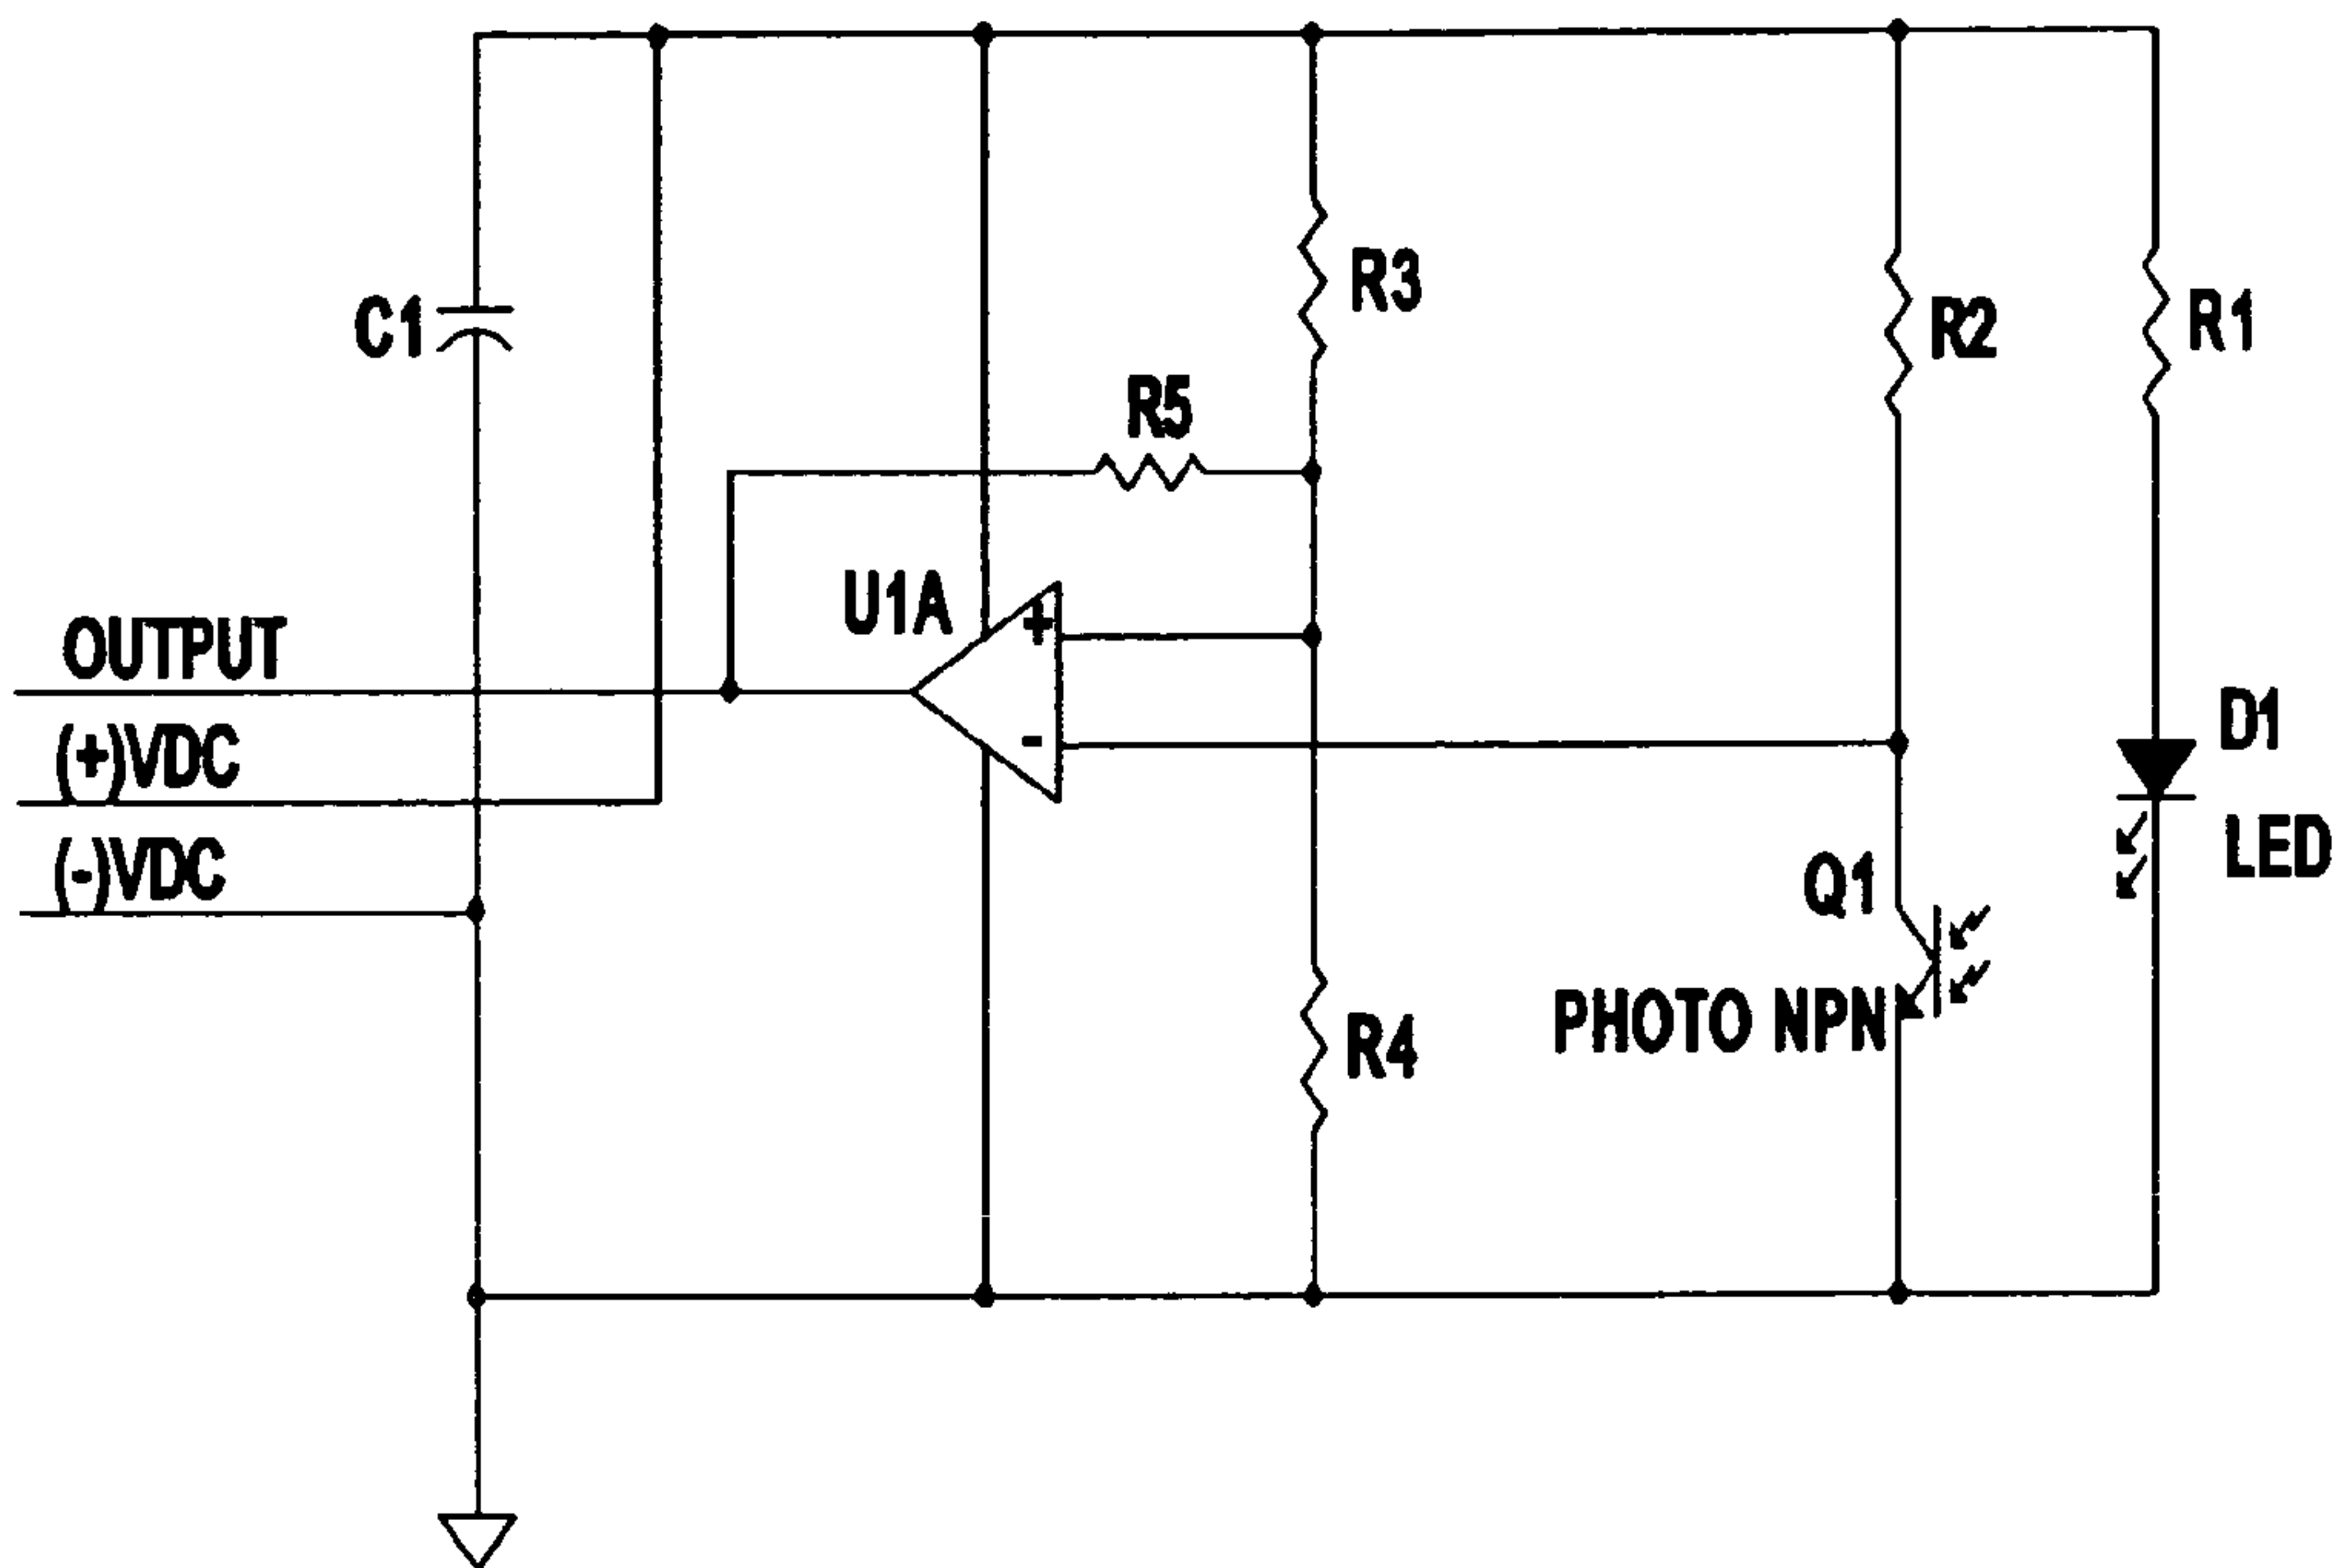 C1
R3
R2
R1
R5
U1A
+
-
OUTPUT
(+)VDC
(-)VDC
D1
LED
Q1
PHOTO NPN
R4